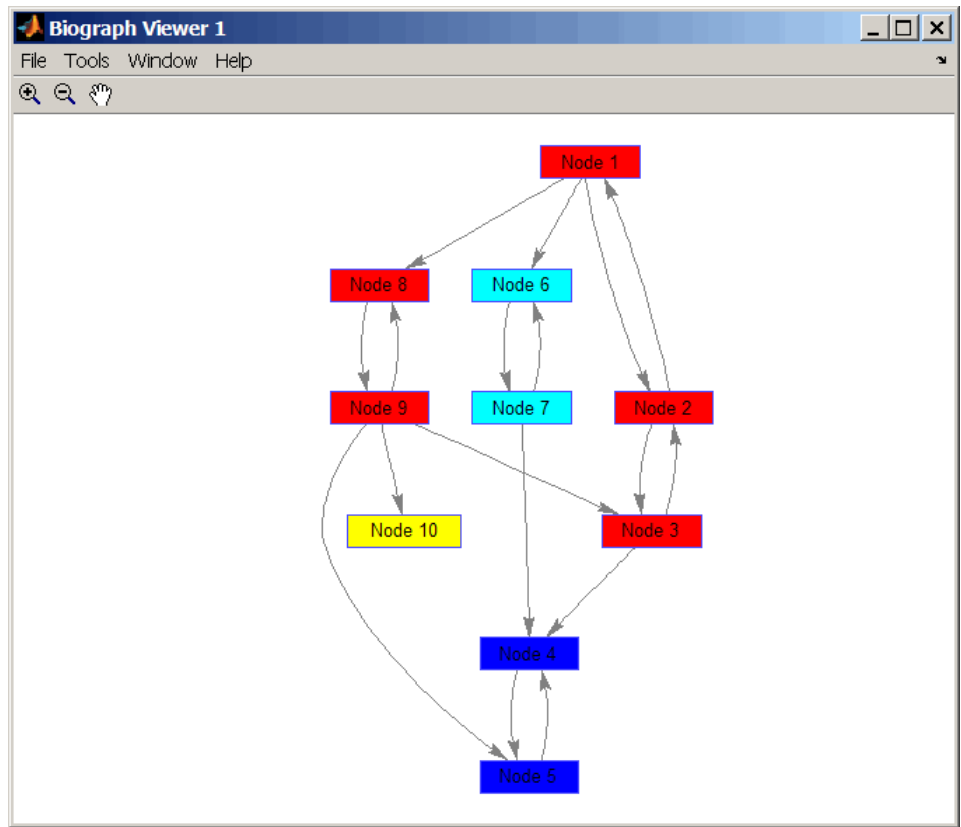 Biograph Viewer 1
File Tools Window Help
Node 1
Node 8 Node 6
Node 9 Node 7 Node 2
Node 10 Node 3
Node 4
Node 5